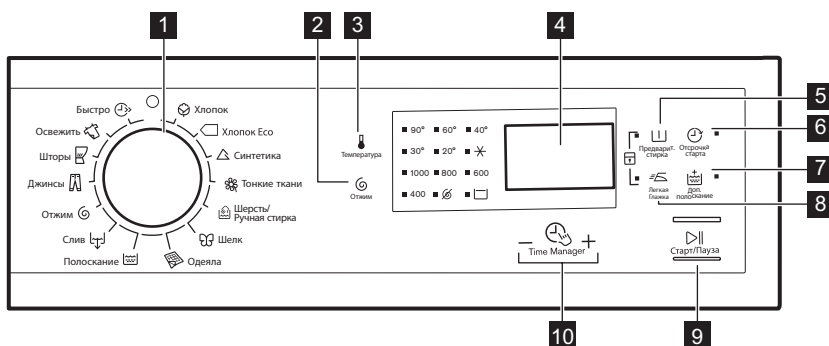 1
2
3
4
5
6
7
8
9
10
Быстро
Освежить
Шторы
Джинсы
Отжим
Слив
Полоскание
Хлопок
Хлопок Eco
Синтетика
Тонкие ткани
Шерсть/
Ручная стирка
Шелк
Одеяла
Температура
Отжим
90° 60° 40°
30° 20°
1000 800 600
400
Time Manager
Предварит.
стирка
Отсрочка
старта
Легкая
Глажка
Доп.
полоскание
Старт/Пауза